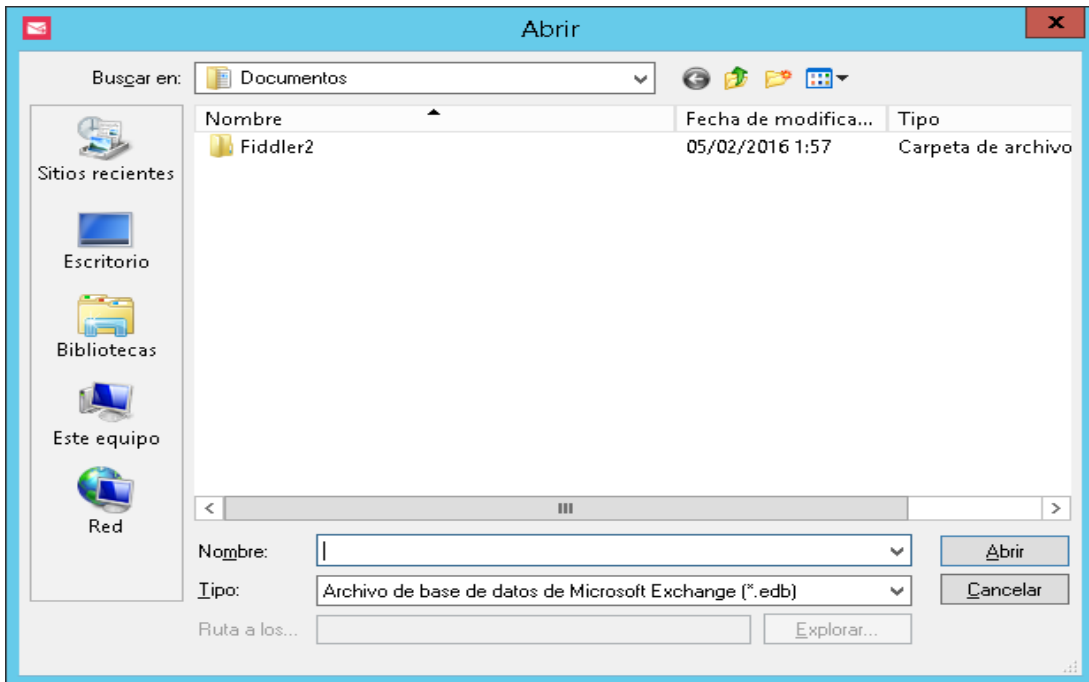 Abrir
Buscar en: Documentos
Nombre Fecha de modifica... Tipo
Fiddler2 05/02/2016 1:57 Carpeta de archivo
Sitios recientes
Escritorio
Bibliotecas
Este equipo
Red
Nombre: Abrir
Tipo: Archivo de base de datos de Microsoft Exchange (*.edb) Cancelar
Ruta a los... Explorar...